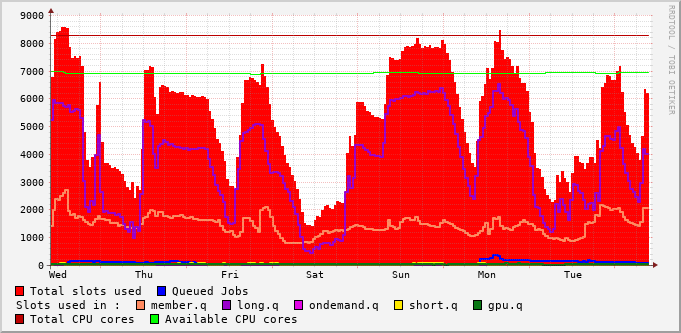 9000
8000
7000
6000
5000
4000
3000
2000
1000
0
Wed Thu Fri Sat Sun Mon Tue
RRDTOOL / TOBI OETIKER
Total slots used Queued Jobs
Slots used in : member.q long.q ondemand.q short.q gpu.q
Total CPU cores Available CPU cores